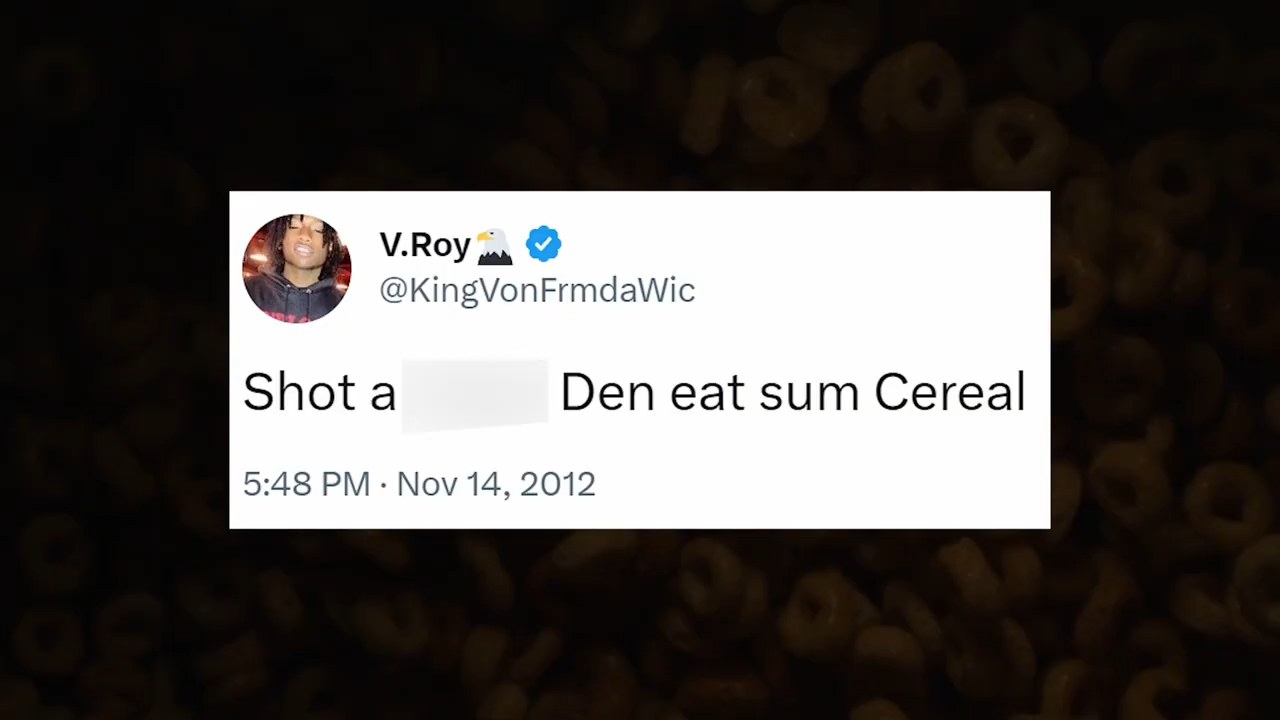 V.Roy🦅
@KingVonFrmdaWic
Shot a Den eat sum Cereal
5:48 PM · Nov 14, 2012